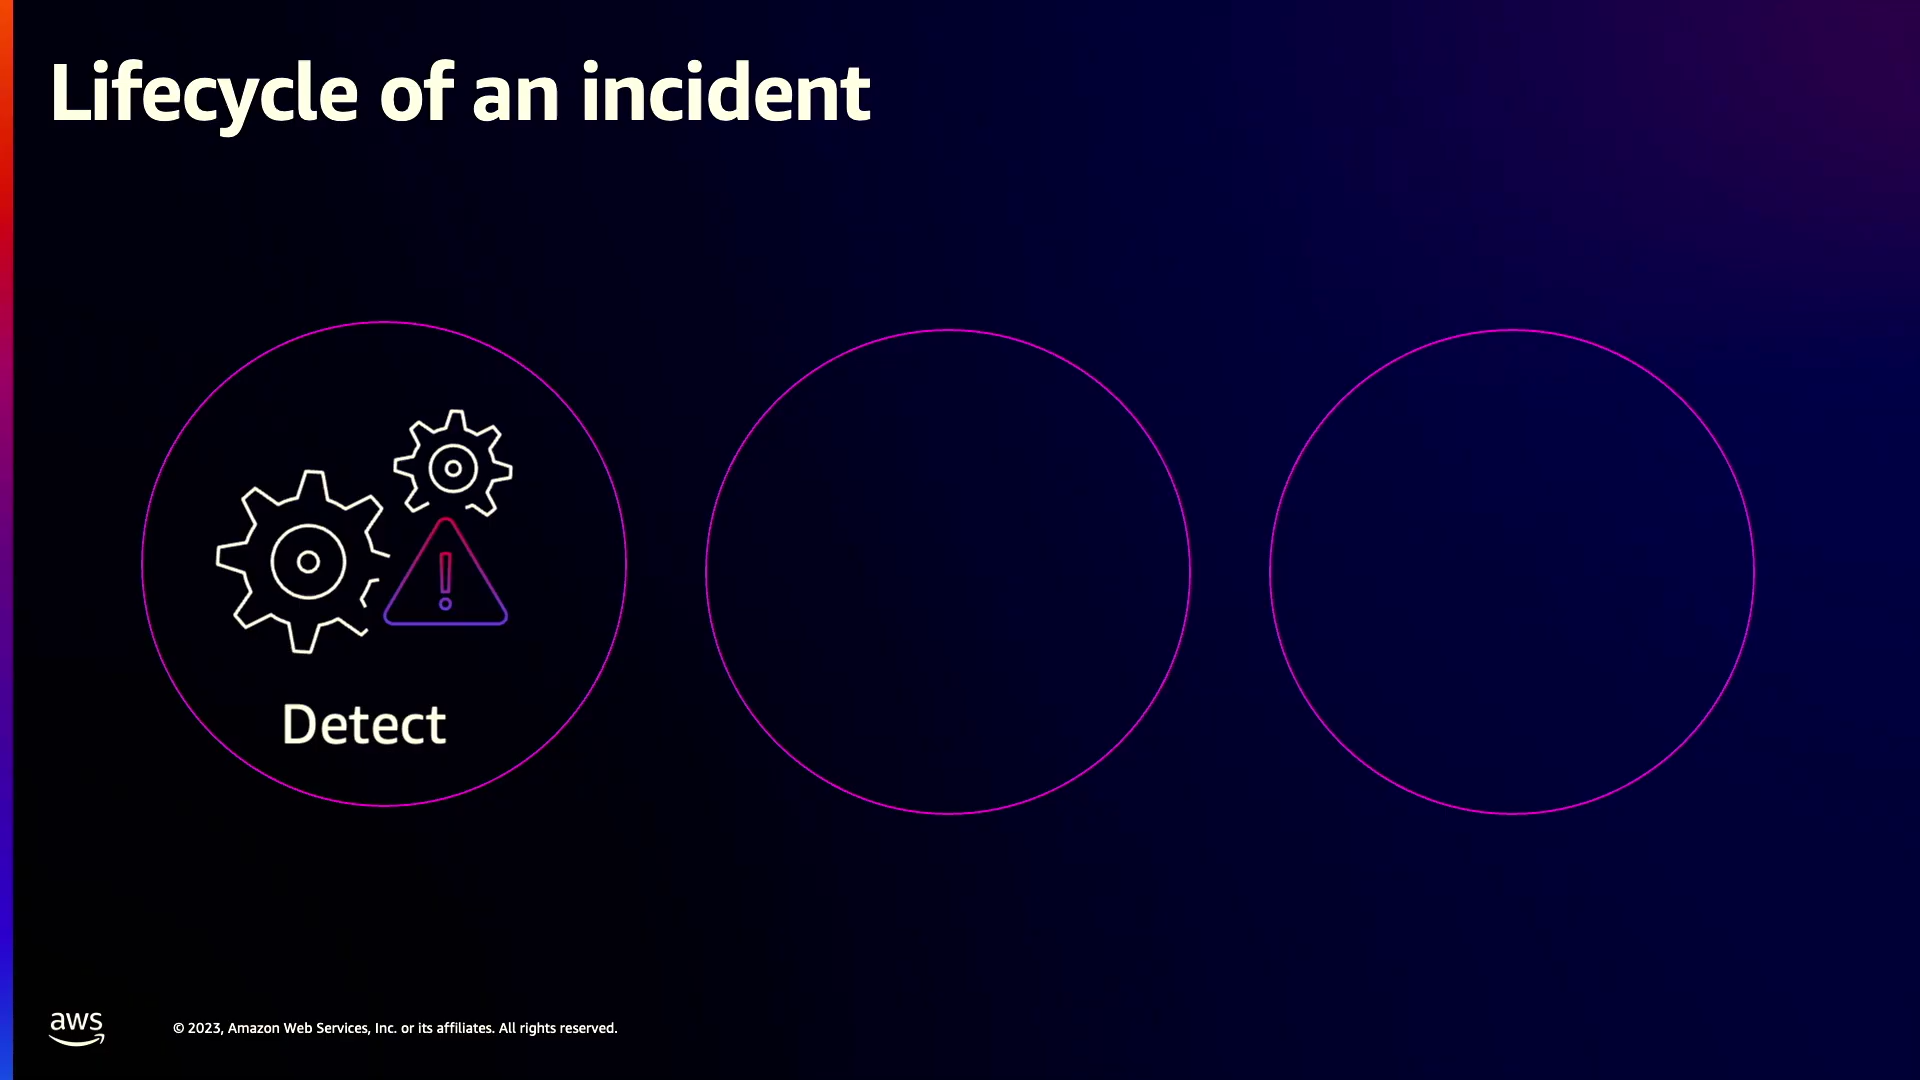 Lifecycle of an incident
Detect
aws
© 2023, Amazon Web Services, Inc. or its affiliates. All rights reserved.